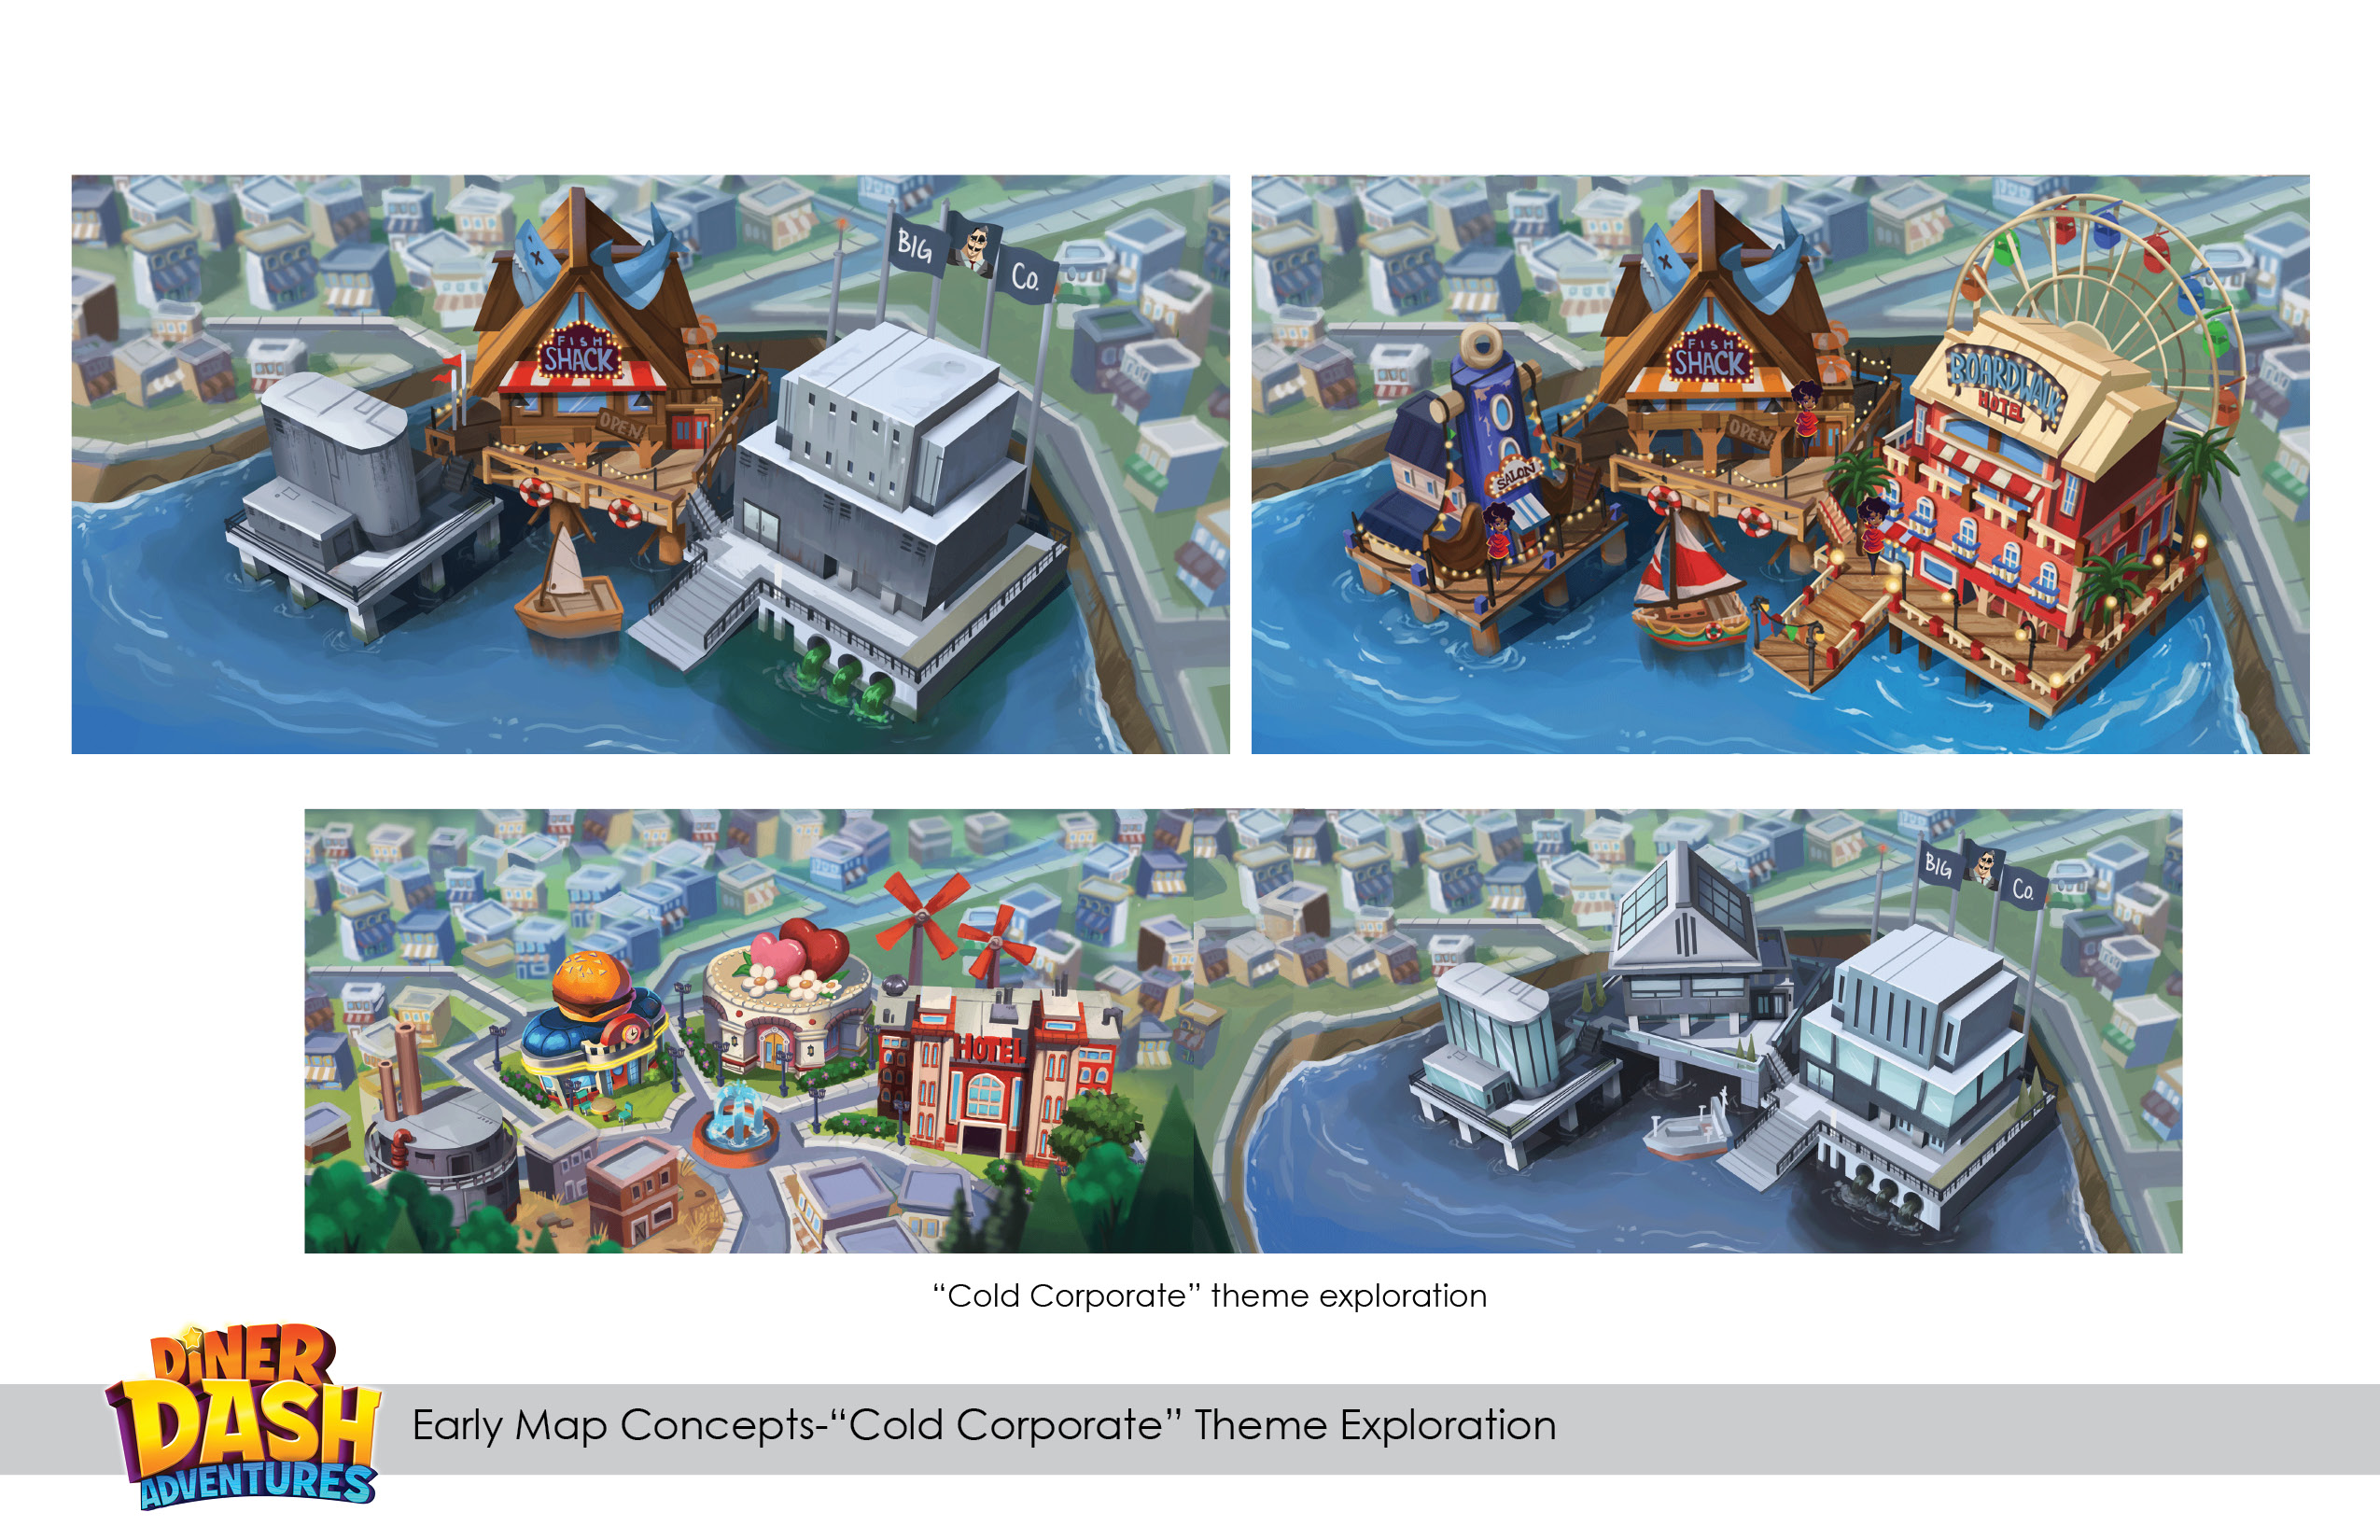 BIG
Co.
FISH
SHACK
OPEN!
FISH
SHACK
OPEN!
SALON
BOARDWALK
HOTEL
HOTEL
BIG
Co.
“Cold Corporate” theme exploration
DINER
DASH
ADVENTURES
Early Map Concepts-“Cold Corporate” Theme Exploration